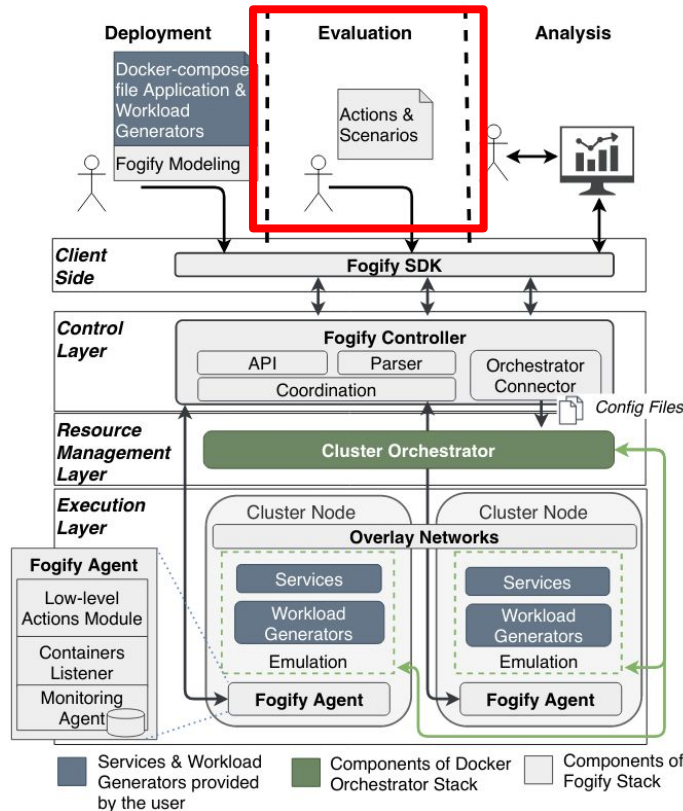 Deployment
Evaluation
Analysis
Docker-compose
file Application &
Workload
Generators
Fogify Modeling
Actions &
Scenarios
Client
Side
Fogify SDK
Control
Layer
Fogify Controller
API
Parser
Coordination
Orchestrator
Connector
Config Files
Resource
Management
Layer
Cluster Orchestrator
Execution
Layer
Cluster Node
Cluster Node
Overlay Networks
Fogify Agent
Low-level
Actions Module
Containers
Listener
Monitoring
Agent
Services
Workload
Generators
Emulation
Fogify Agent
Services
Workload
Generators
Emulation
Fogify Agent
Services & Workload
Generators provided
by the user
Components of Docker
Orchestrator Stack
Components of
Fogify Stack